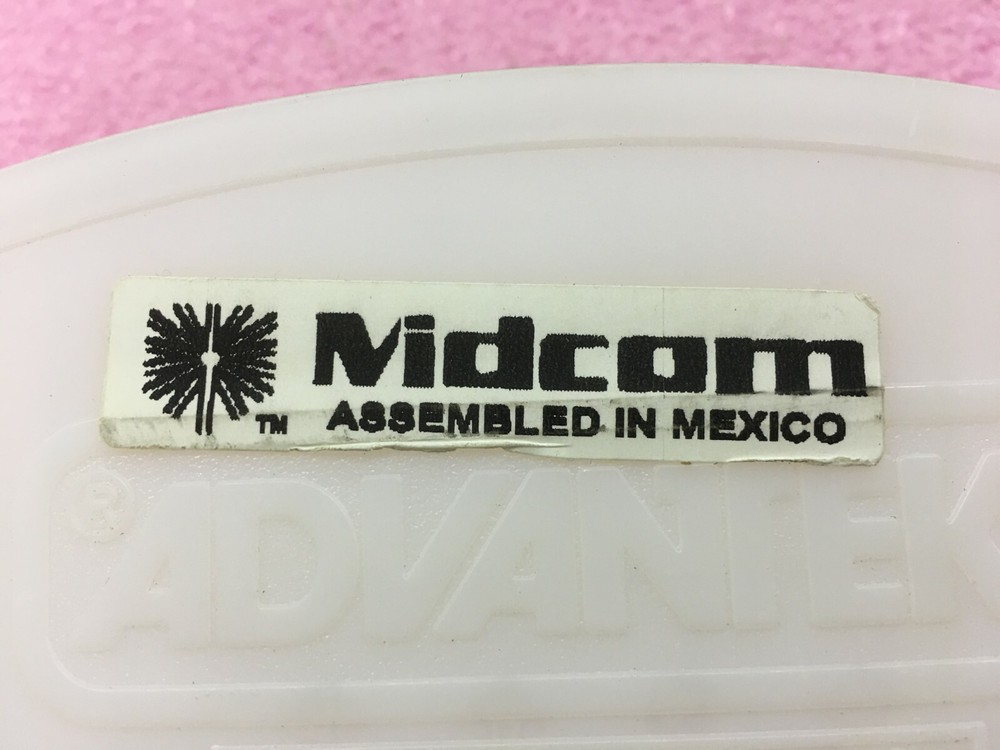 Midcom
TM ASSEMBLED IN MEXICO
® ADVANTEK